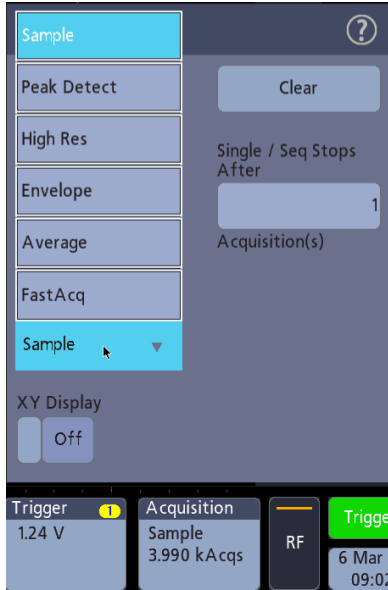 Sample
?
Peak Detect
Clear
High Res
Single / Seq Stops
After
Envelope
1
Average
Acquisition(s)
FastAcq
Sample
XY Display
Off
Trigger 1
1.24 V
Acquisition
Sample
3.990 kAcqs
RF
Trigge
6 Mar
09:02